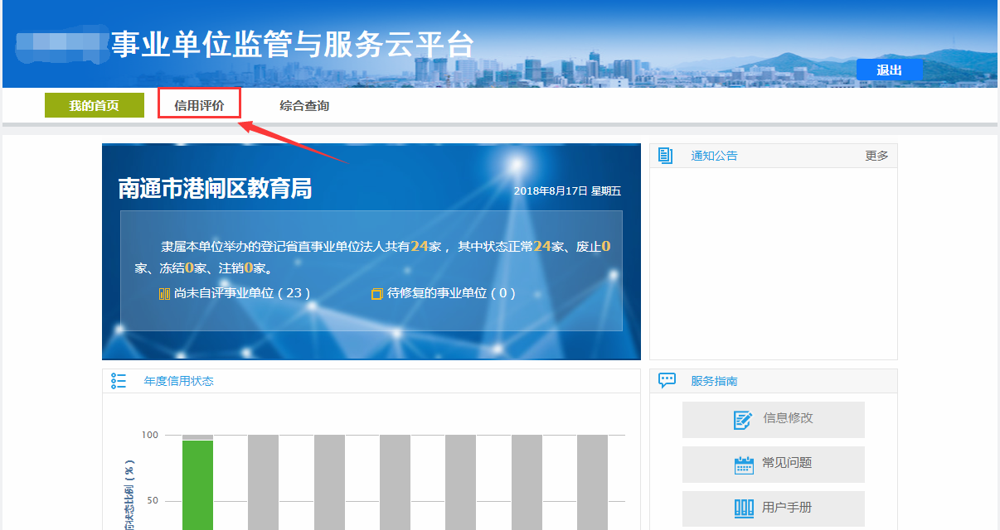 事业单位监管与服务云平台
退出
我的首页
信用评价
综合查询
南通市港闸区教育局
2018年8月17日 星期五
隶属本单位举办的登记省直事业单位法人共有24家， 其中状态正常24家、废止0
家、冻结0家、注销0家。
尚未自评事业单位（23）
待修复的事业单位（0）
通知公告
更多
年度信用状态
100
50
状态比例（%）
服务指南
信息修改
常见问题
用户手册